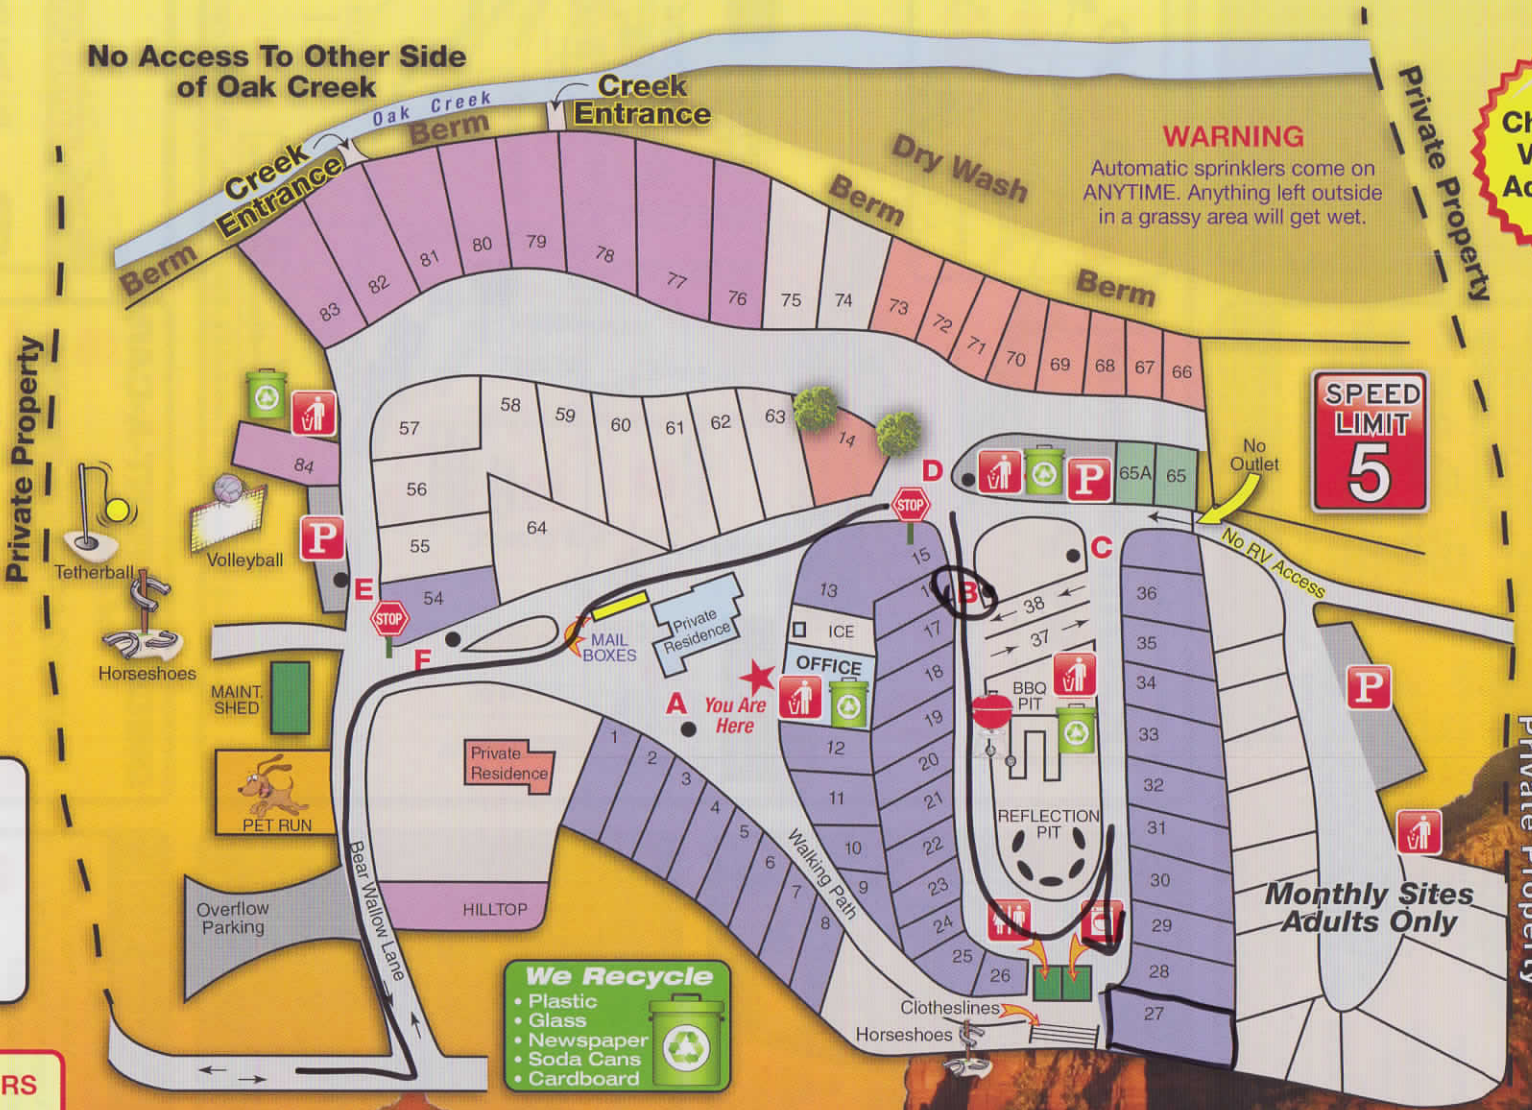 No Access To Other Side
of Oak Creek
Creek
Entrance
Oak Creek
Berm
Creek
Entrance
Berm
Dry Wash
Berm
Berm
WARNING
Automatic sprinklers come on
ANYTIME. Anything left outside
in a grassy area will get wet.
Private Property
Private Property
Private Property
SPEED
LIMIT
5
No
Outlet
No RV Access
83
82
81
80
79
78
77
76
75
74
73
72
71
70
69
68
67
66
57
58
59
60
61
62
63
14
84
56
55
64
54
P
Volleyball
Tetherball
Horseshoes
E
STOP
F
MAIL
BOXES
Private
Residence
D
STOP
P
65A
65
C
B
38
37
15
13
ICE
OFFICE
17
18
19
20
21
22
23
24
25
26
12
11
10
9
36
35
34
33
32
31
30
29
28
27
BBQ
PIT
REFLECTION
PIT
P
Monthly Sites
Adults Only
A
You Are
Here
MAINT.
SHED
PET RUN
Private
Residence
HILLTOP
Overflow
Parking
Bear Wallow Lane
1
2
3
4
5
6
7
8
Walking Path
Clotheslines
Horseshoes
We Recycle
• Plastic
• Glass
• Newspaper
• Soda Cans
• Cardboard
RS